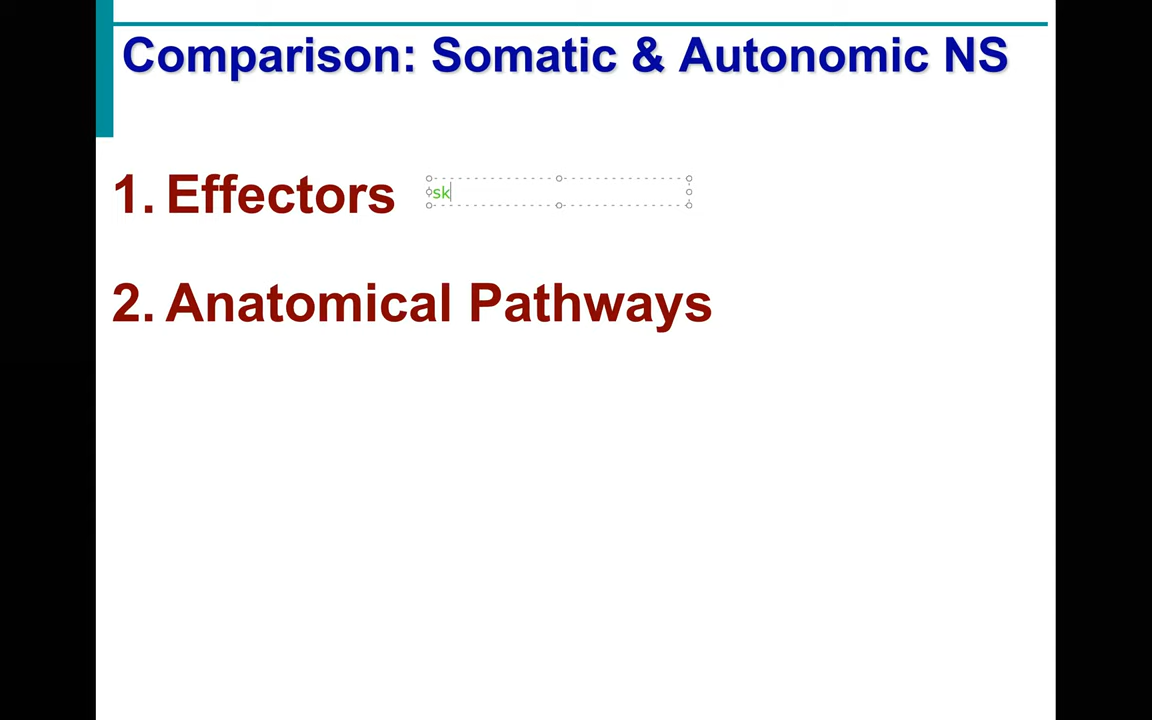 Comparison: Somatic & Autonomic NS
1. Effectors sk
2. Anatomical Pathways